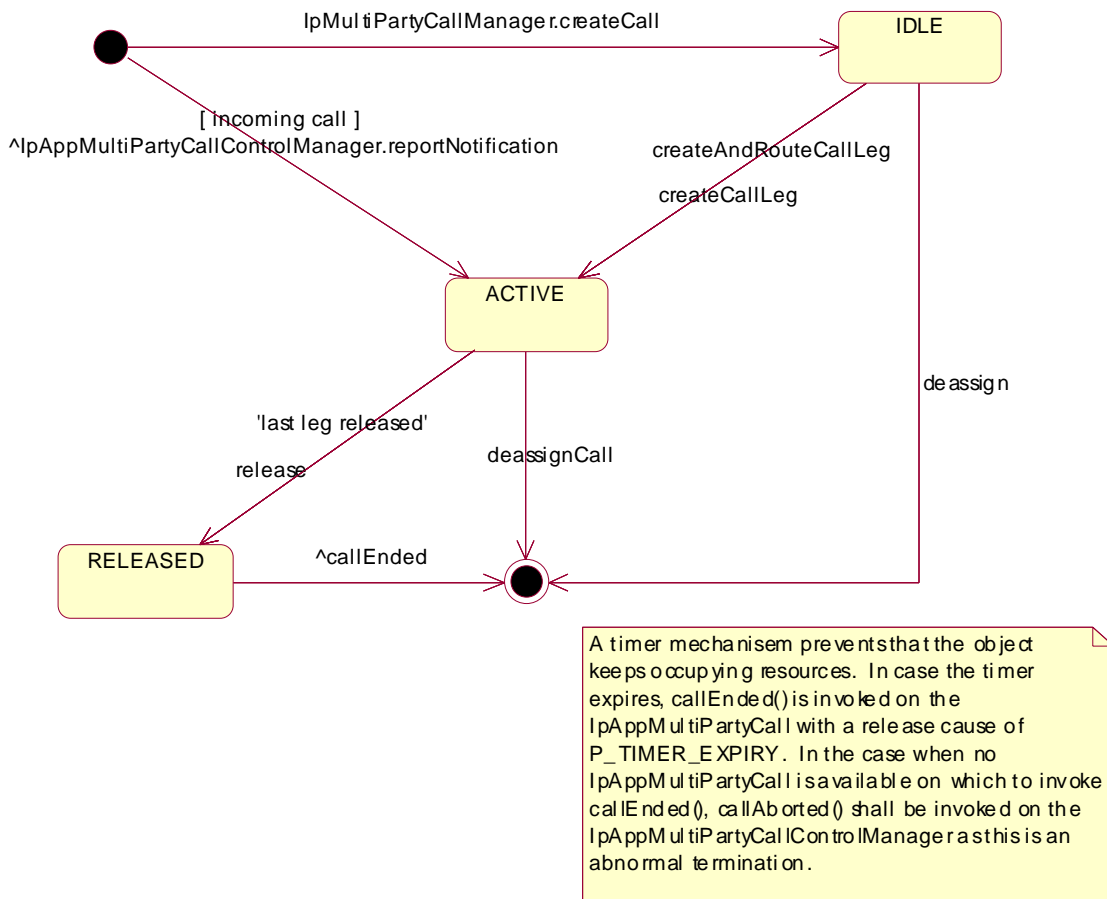 IpMultiPartyCallManager.createCall
IDLE
[ incoming call ]
^IpAppMultiPartyCallControlManager.reportNotification
createAndRouteCallLeg
createCallLeg
ACTIVE
deassign
'last leg released'
release
deassignCall
RELEASED
^callEnded
A timer mechanisem prevents that the object
keeps occupying resources. In case the timer
expires, callEnded() is invoked on the
IpAppMultiPartyCall with a release cause of
P_TIMER_EXPIRY. In the case when no
IpAppMultiPartyCall is available on which to invoke
callEnded(), callAborted() shall be invoked on the
IpAppMultiPartyCallControlManager as this is an
abnormal termination.